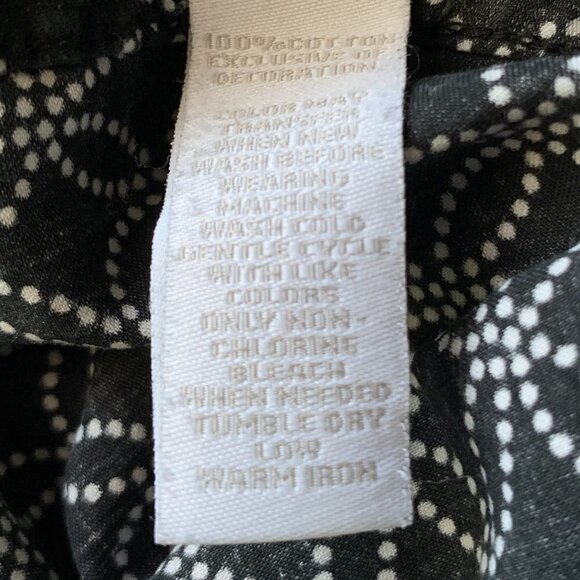 100% COTTON
EXCLUSIVE OF
DECORATION
COLOR MAY
TRANSFER
WHEN NEW
WASH BEFORE
WEARING
MACHINE
WASH COLD
GENTLE CYCLE
WITH LIKE
COLORS
ONLY NON-
CHLORINE
BLEACH
WHEN NEEDED
TUMBLE DRY
LOW
WARM IRON